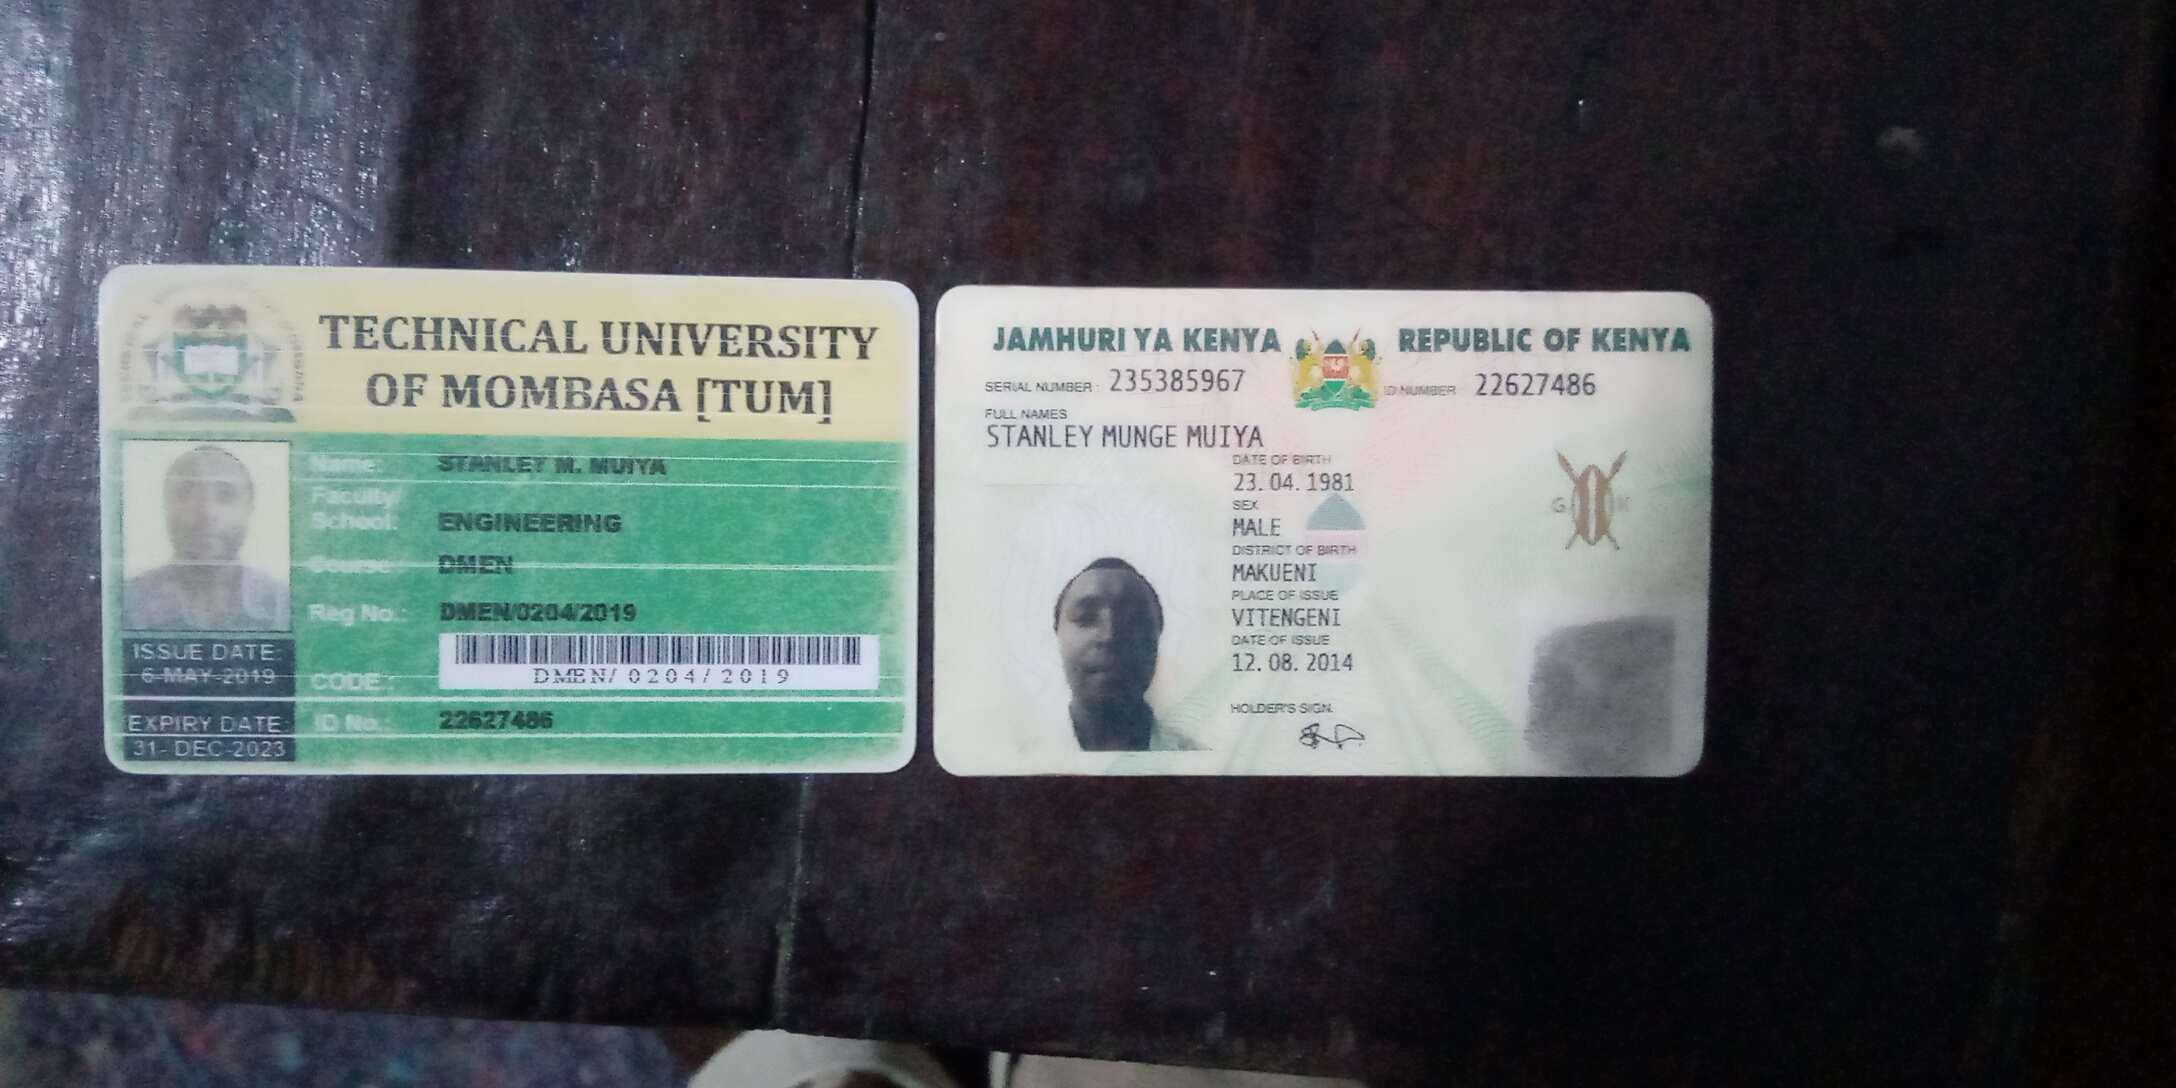 TECHNICAL UNIVERSITY
OF MOMBASA [TUM]
Name: STANLEY M. MUIYA
Faculty
School: ENGINEERING
Course: DMEN
Reg No.: DMEN/0204/2019
CODE:
DMEN/0204/2019
I.D No.: 22627486
ISSUE DATE:
6-MAY-2019
EXPIRY DATE:
31-DEC-2023
JAMHURI YA KENYA REPUBLIC OF KENYA
SERIAL NUMBER: 235385967 ID NUMBER: 22627486
FULL NAMES
STANLEY MUNGE MUIYA
DATE OF BIRTH
23.04.1981
SEX
MALE
DISTRICT OF BIRTH
MAKUENI
PLACE OF ISSUE
VITENGENI
DATE OF ISSUE
12.08.2014
HOLDER'S SIGN.